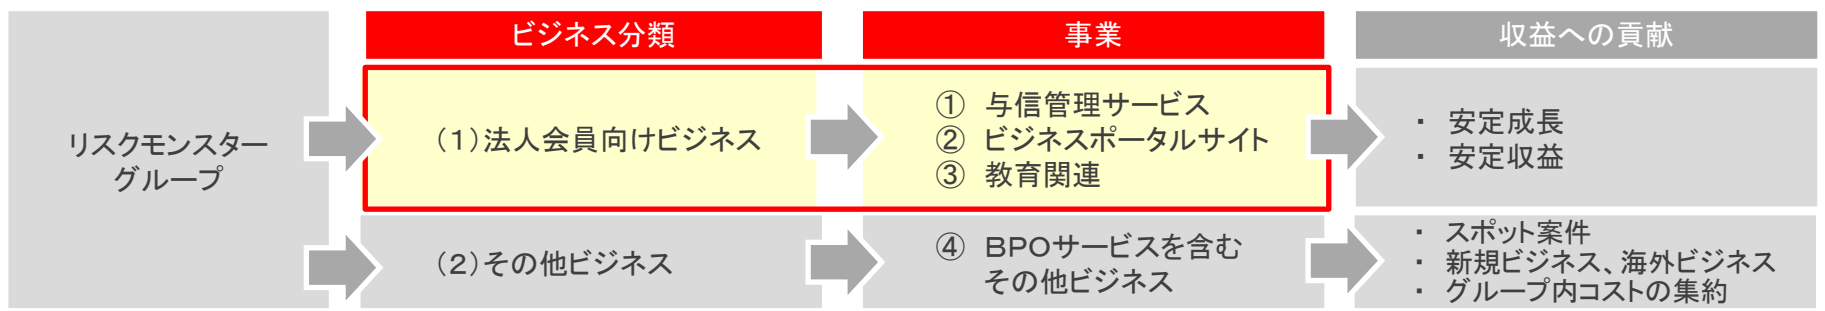 ビジネス分類
事業
収益への貢献
リスクモンスター
グループ
(1)法人会員向けビジネス
① 与信管理サービス
② ビジネスポータルサイト
③ 教育関連
・ 安定成長
・ 安定収益
(2)その他ビジネス
④ BPOサービスを含む
その他ビジネス
・ スポット案件
・ 新規ビジネス、海外ビジネス
・ グループ内コストの集約